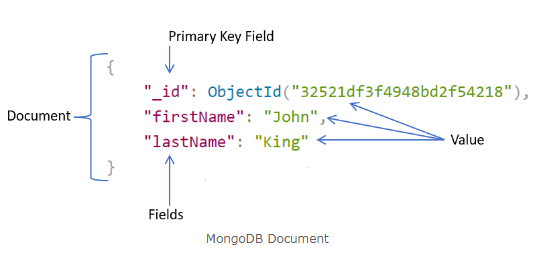 Primary Key Field
{
"_id": ObjectId("32521df3f4948bd2f54218"),
Document
"firstName": "John",
"lastName": "King"
Value
}
Fields
MongoDB Document